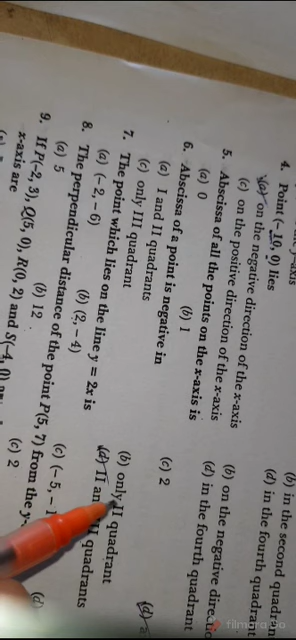 4. Point (−10, 0) lies
(a) on the negative direction of the x-axis
(b) in the second quadrant
(c) on the positive direction of the x-axis
(d) in the fourth quadrant
5. Abscissa of all the points on the x-axis is
(a) 0 (b) 1 (c) 2 (d)
6. Abscissa of a point is negative in
(a) I and II quadrants (b) only II quadrant
(c) only III quadrant (d) II and III quadrants
7. The point which lies on the line y = 2x is
(a) (−2, −6) (b) (2, −4) (c) (−5, −1
8. The perpendicular distance of the point P(5, 7) from the y-
(a) 5 (b) 12 (c) 2 (d)
9. If P(−2, 3), Q(5, 0), R(0, 2) and S(−4, 0)
x-axis are
(b) on the negative direct
(d) in the fourth quadrant
filmora Go